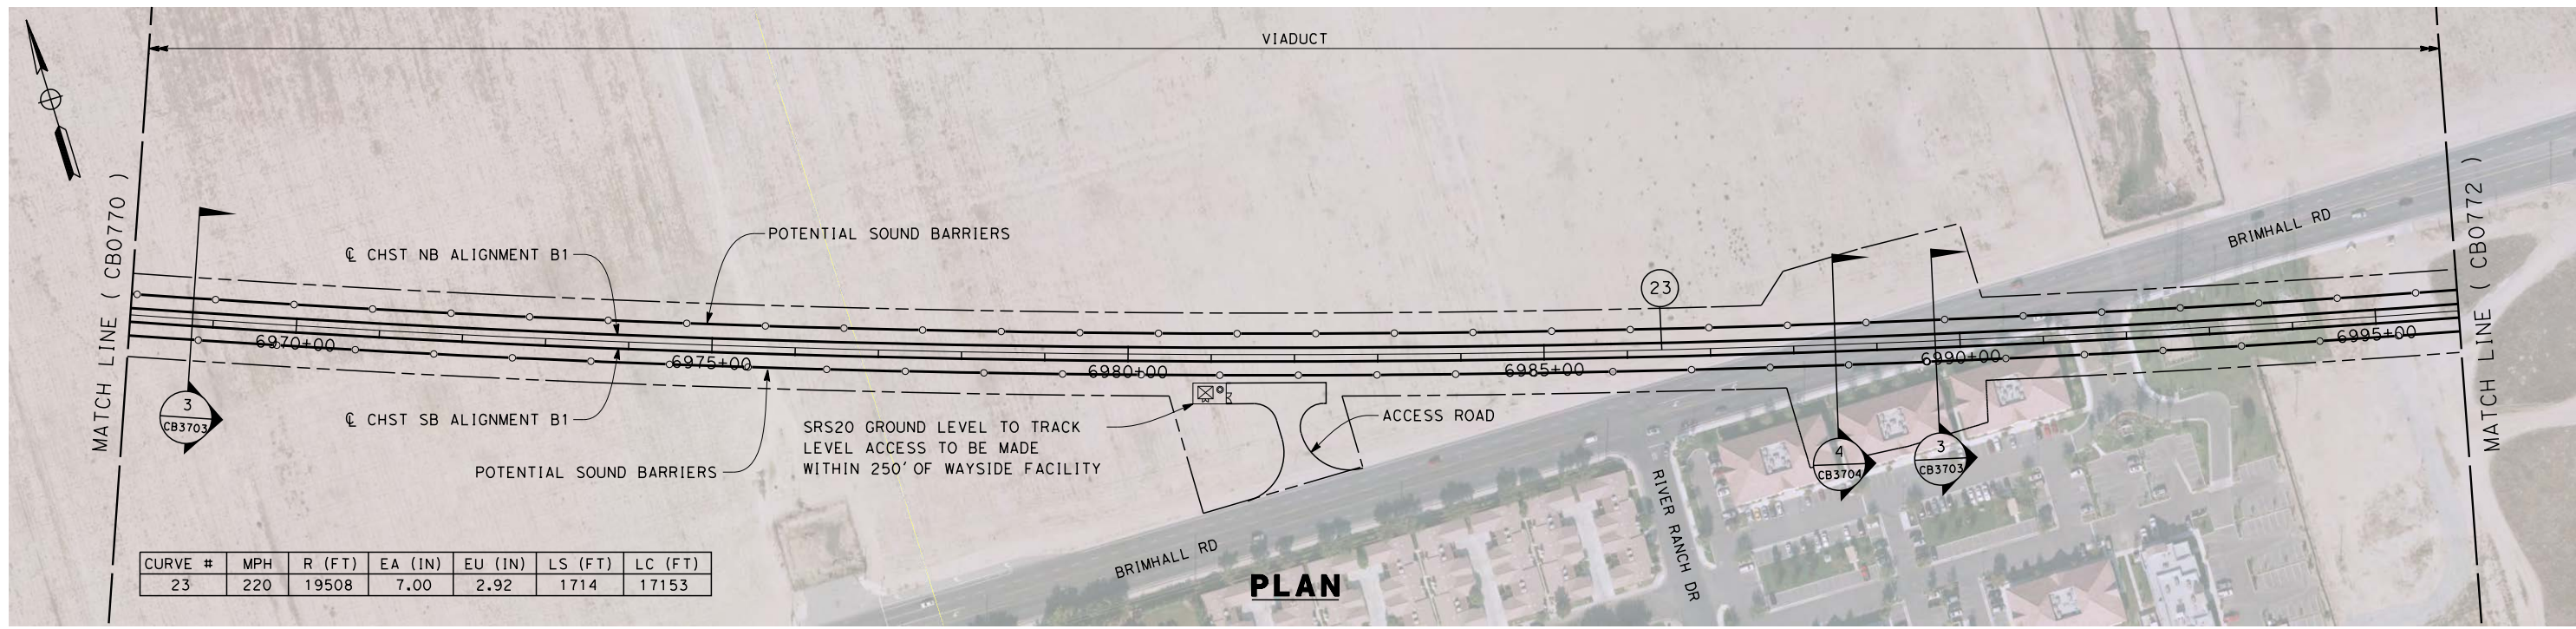 VIADUCT
MATCH LINE ( CB0770 )
MATCH LINE ( CB0772 )
BRIMHALL RD
POTENTIAL SOUND BARRIERS
℄ CHST NB ALIGNMENT B1
23
6970+00
6975+00
6980+00
6985+00
6990+00
6995+00
3
CB3703
℄ CHST SB ALIGNMENT B1
POTENTIAL SOUND BARRIERS
SRS20 GROUND LEVEL TO TRACK
LEVEL ACCESS TO BE MADE
WITHIN 250' OF WAYSIDE FACILITY
ACCESS ROAD
4
CB3704
3
CB3703
RIVER RANCH DR
BRIMHALL RD
CURVE # MPH R (FT) EA (IN) EU (IN) LS (FT) LC (FT)
23 220 19508 7.00 2.92 1714 17153
PLAN